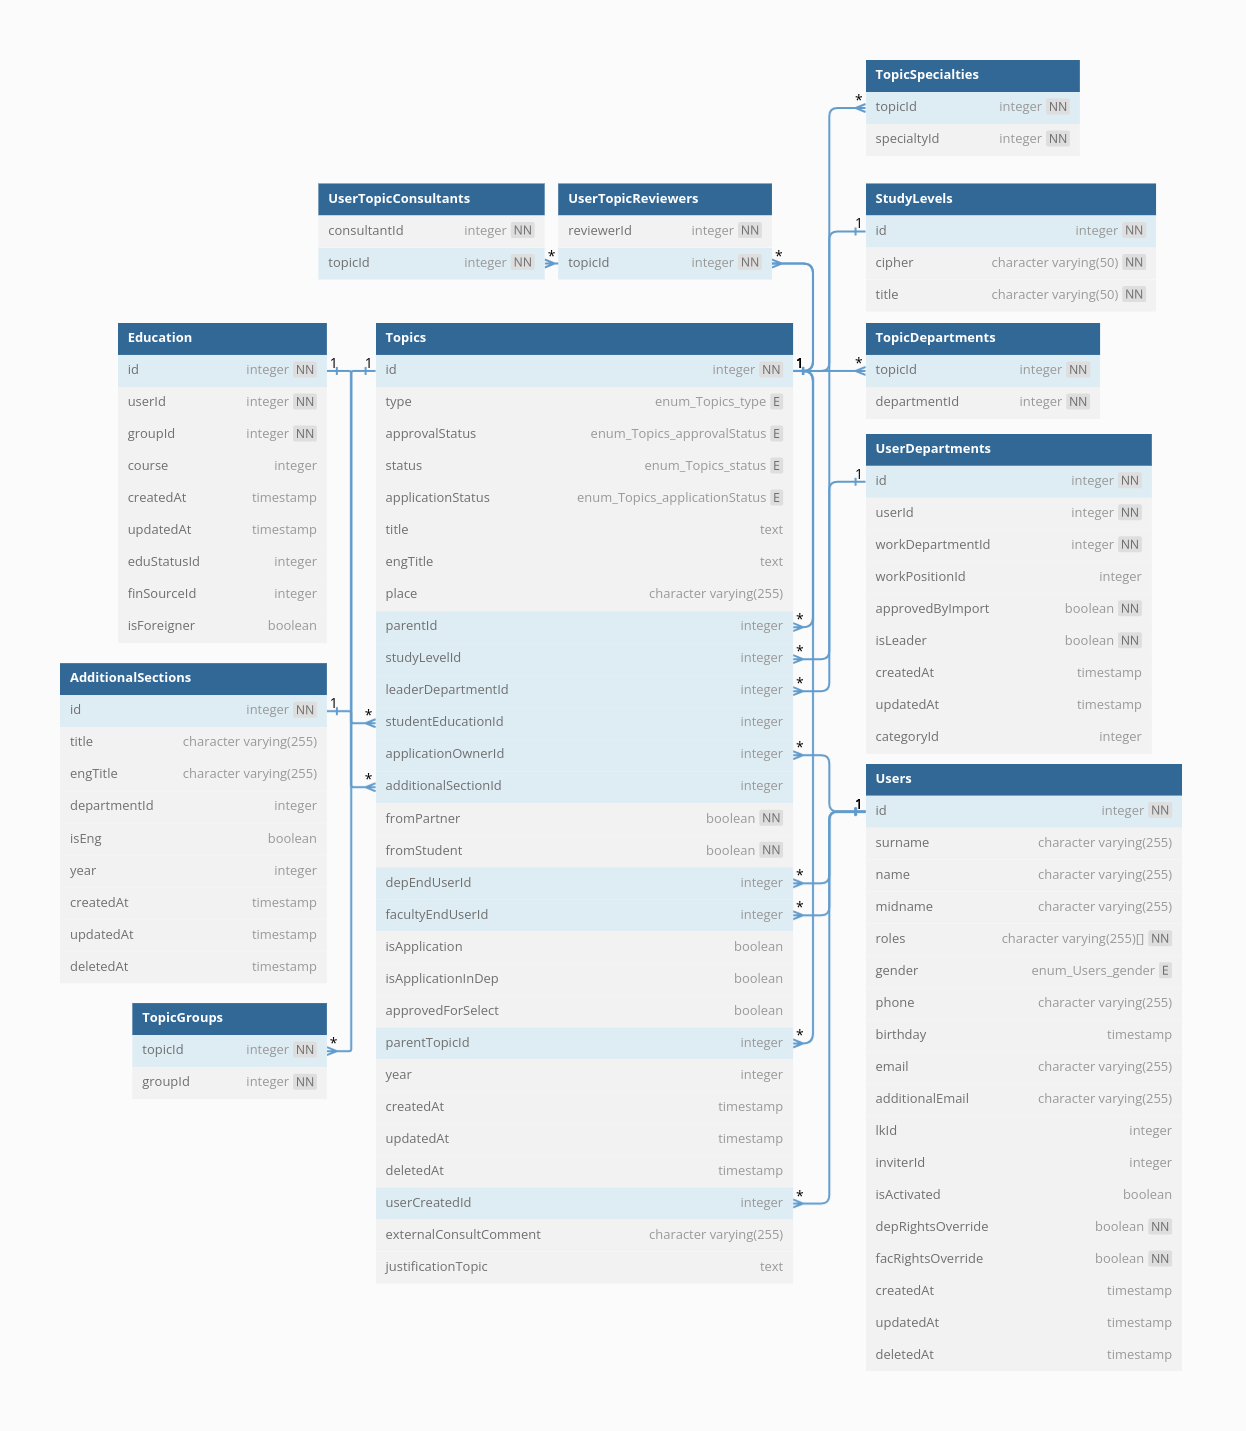 TopicSpecialties
topicId integer NN
specialtyId integer NN
UserTopicConsultants
consultantId integer NN
topicId integer NN
*
UserTopicReviewers
reviewerId integer NN
topicId integer NN
*
*
StudyLevels
1
id integer NN
cipher character varying(50) NN
title character varying(50) NN
Education
id integer NN
1
userId integer NN
groupId integer NN
course integer
createdAt timestamp
updatedAt timestamp
eduStatusId integer
finSourceId integer
isForeigner boolean
Topics
1
id integer NN
1
type enum_Topics_type E
approvalStatus enum_Topics_approvalStatus E
status enum_Topics_status E
applicationStatus enum_Topics_applicationStatus E
title text
engTitle text
place character varying(255)
parentId integer
*
studyLevelId integer
*
leaderDepartmentId integer
*
*
studentEducationId integer
applicationOwnerId integer
*
*
additionalSectionId integer
fromPartner boolean NN
fromStudent boolean NN
depEndUserId integer
*
facultyEndUserId integer
*
isApplication boolean
isApplicationInDep boolean
approvedForSelect boolean
parentTopicId integer
*
year integer
createdAt timestamp
updatedAt timestamp
deletedAt timestamp
userCreatedId integer
*
externalConsultComment character varying(255)
justificationTopic text
TopicDepartments
*
topicId integer NN
departmentId integer NN
UserDepartments
1
id integer NN
userId integer NN
workDepartmentId integer NN
workPositionId integer
approvedByImport boolean NN
isLeader boolean NN
createdAt timestamp
updatedAt timestamp
categoryId integer
AdditionalSections
id integer NN
1
title character varying(255)
engTitle character varying(255)
departmentId integer
isEng boolean
year integer
createdAt timestamp
updatedAt timestamp
deletedAt timestamp
TopicGroups
topicId integer NN
*
groupId integer NN
Users
1
id integer NN
surname character varying(255)
name character varying(255)
midname character varying(255)
roles character varying(255)[] NN
gender enum_Users_gender E
phone character varying(255)
birthday timestamp
email character varying(255)
additionalEmail character varying(255)
lkId integer
inviterId integer
isActivated boolean
depRightsOverride boolean NN
facRightsOverride boolean NN
createdAt timestamp
updatedAt timestamp
deletedAt timestamp